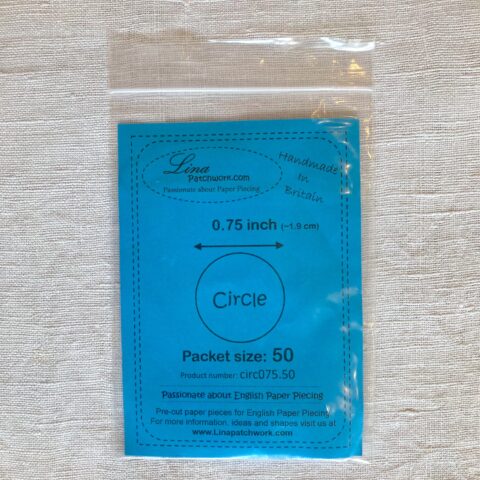 Lina
Patchwork.com
Passionate about Paper Piecing
Handmade
in
Britain
0.75 inch (~1.9 cm)
Circle
Packet size: 50
Product number: circ075.50
Passionate about English Paper Piecing
Pre-cut paper pieces for English Paper Piecing.
For more information, ideas and shapes visit us at
www.Linapatchwork.com